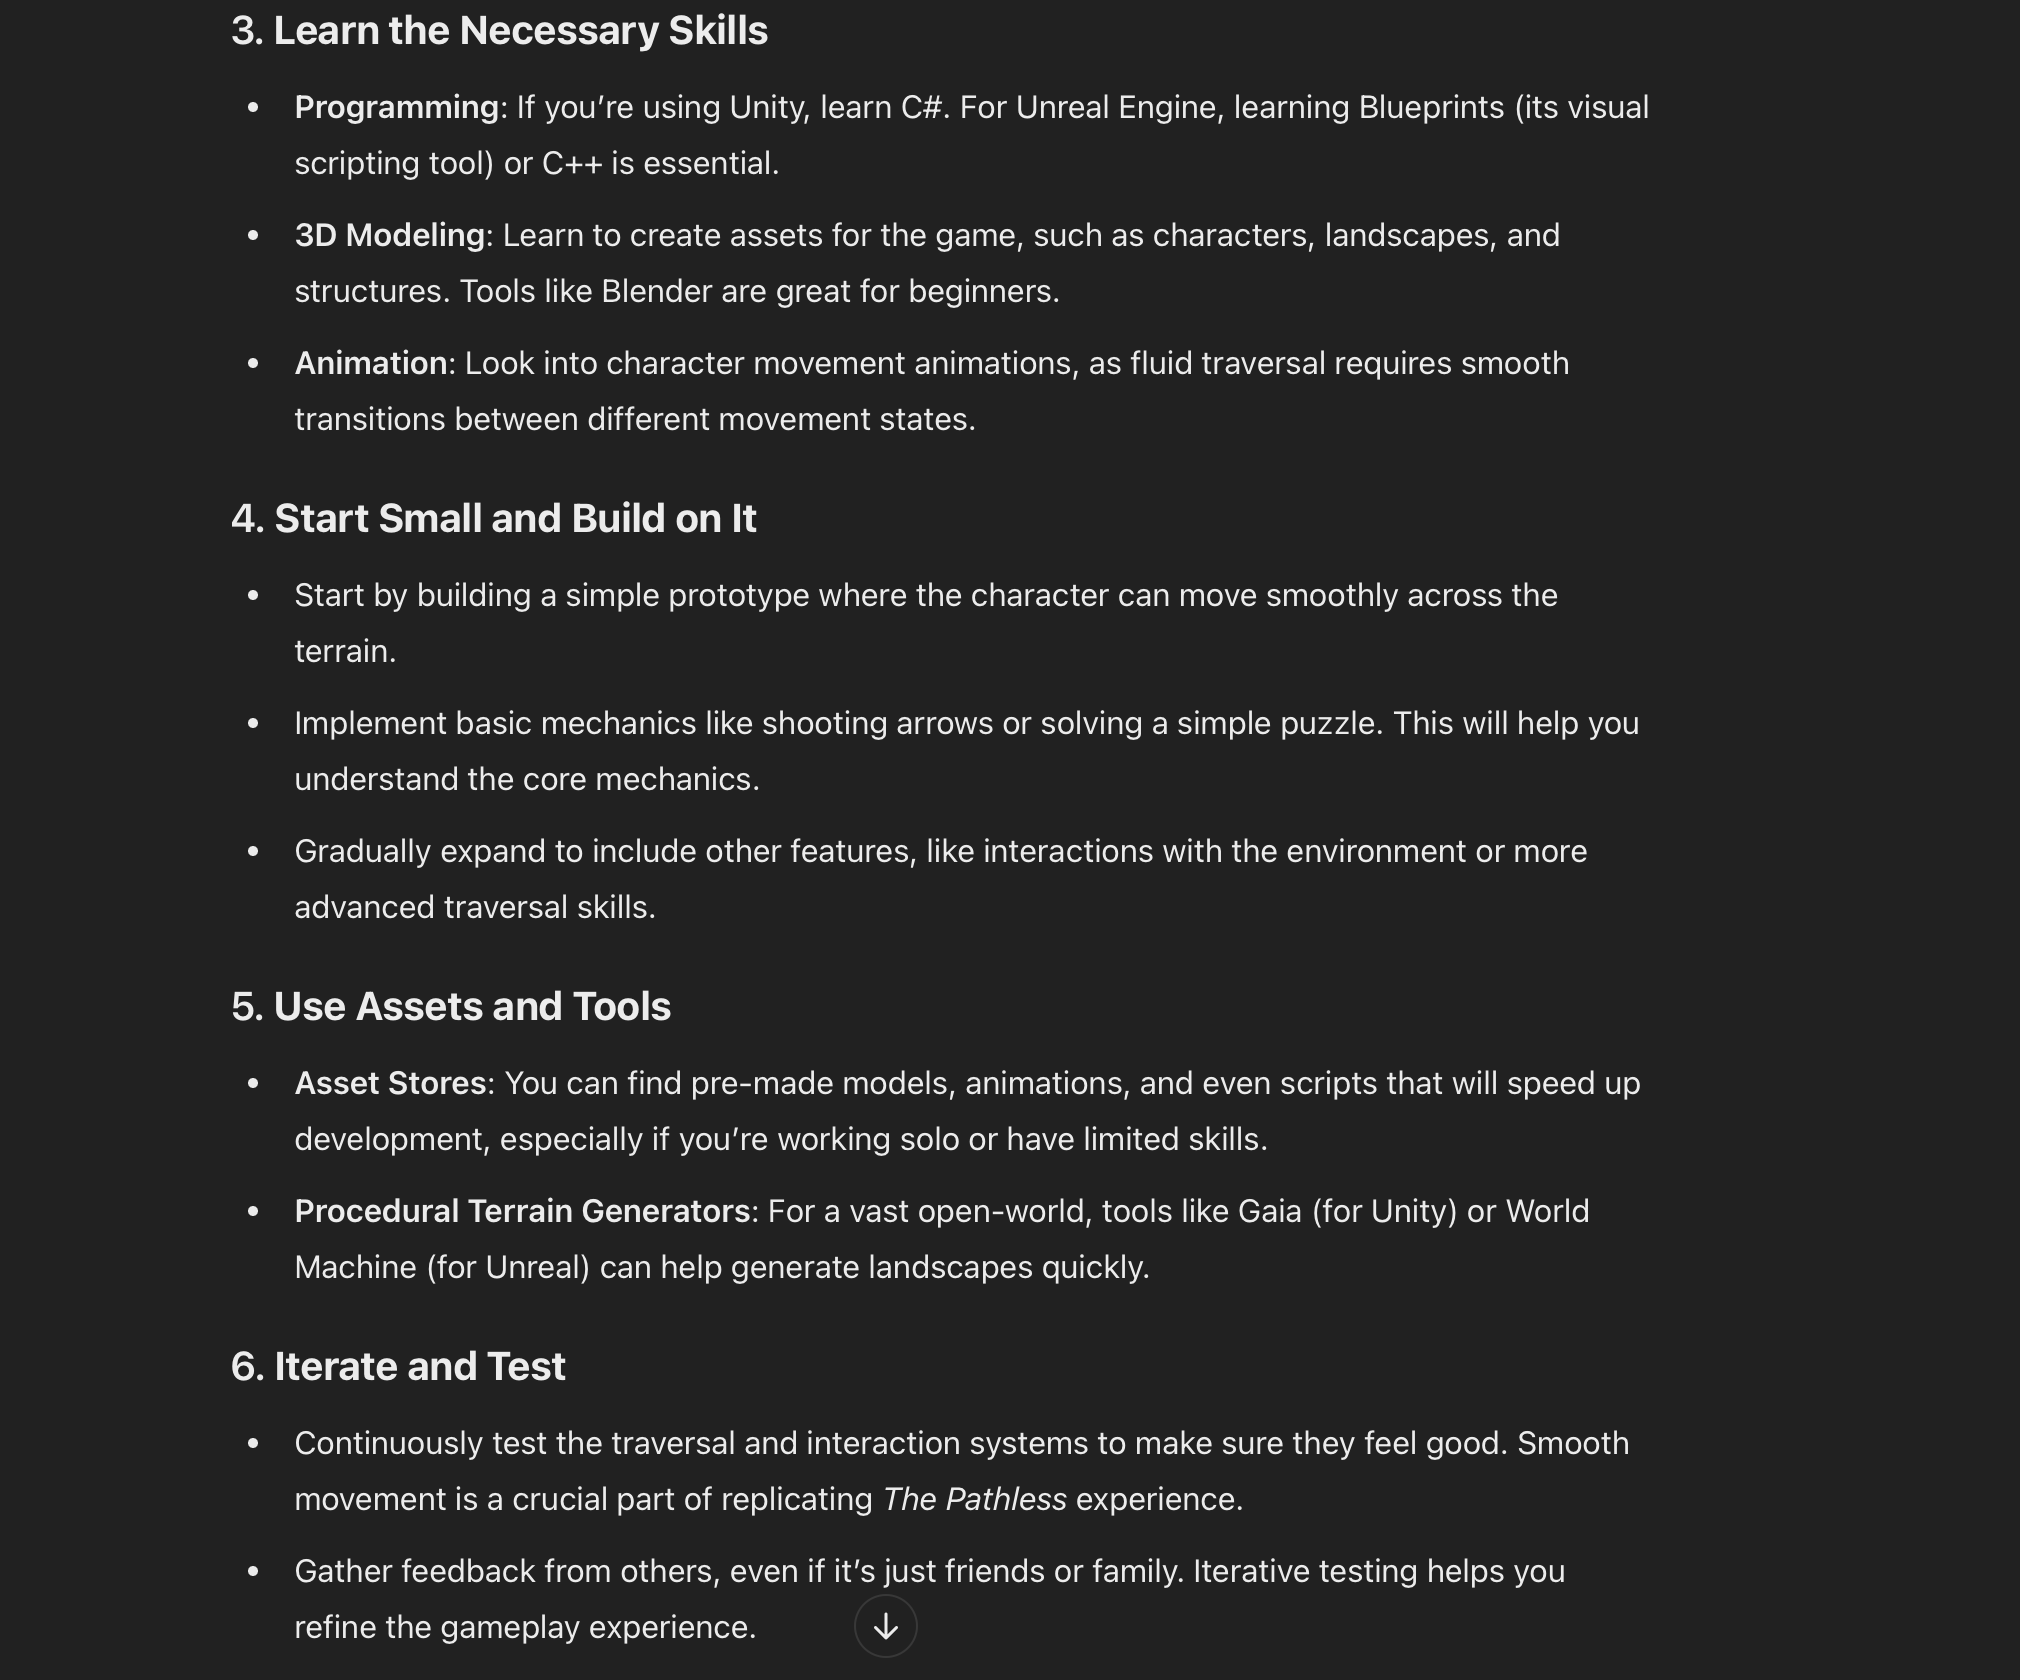 3. Learn the Necessary Skills
• Programming: If you’re using Unity, learn C#. For Unreal Engine, learning Blueprints (its visual
scripting tool) or C++ is essential.
• 3D Modeling: Learn to create assets for the game, such as characters, landscapes, and
structures. Tools like Blender are great for beginners.
• Animation: Look into character movement animations, as fluid traversal requires smooth
transitions between different movement states.
4. Start Small and Build on It
• Start by building a simple prototype where the character can move smoothly across the
terrain.
• Implement basic mechanics like shooting arrows or solving a simple puzzle. This will help you
understand the core mechanics.
• Gradually expand to include other features, like interactions with the environment or more
advanced traversal skills.
5. Use Assets and Tools
• Asset Stores: You can find pre-made models, animations, and even scripts that will speed up
development, especially if you’re working solo or have limited skills.
• Procedural Terrain Generators: For a vast open-world, tools like Gaia (for Unity) or World
Machine (for Unreal) can help generate landscapes quickly.
6. Iterate and Test
• Continuously test the traversal and interaction systems to make sure they feel good. Smooth
movement is a crucial part of replicating The Pathless experience.
• Gather feedback from others, even if it’s just friends or family. Iterative testing helps you
refine the gameplay experience.